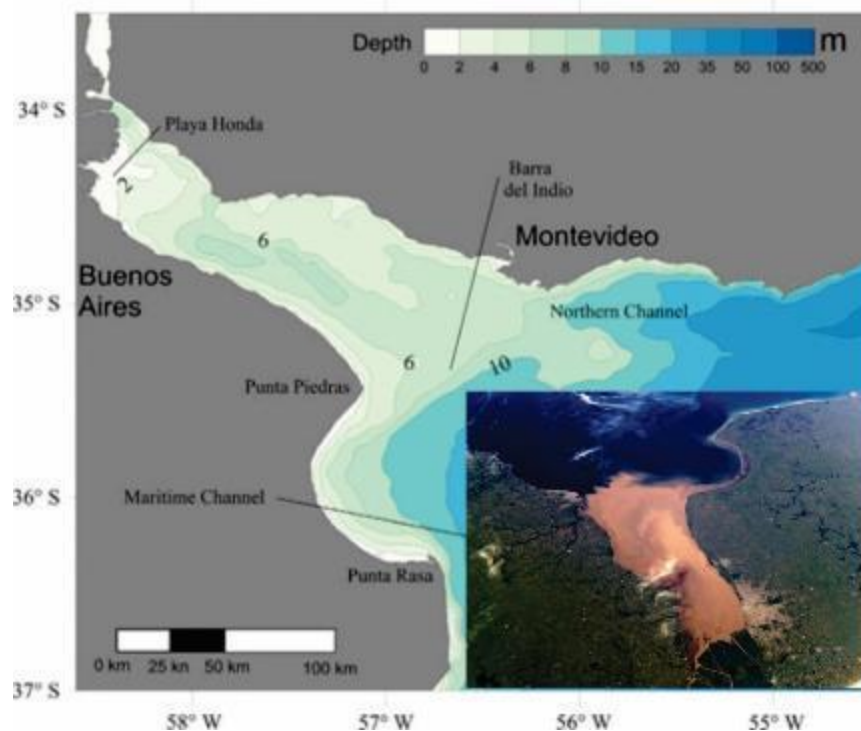 Depth
m
0 2 4 6 8 10 15 20 35 50 100 500
34° S
Playa Honda
2
Barra
del Indio
6
Montevideo
Buenos
Aires
35° S
Northern Channel
6
10
Punta Piedras
36° S
Maritime Channel
Punta Rasa
0 km 25 kn 50 km 100 km
37° S
58° W 57° W 56° W 55° W